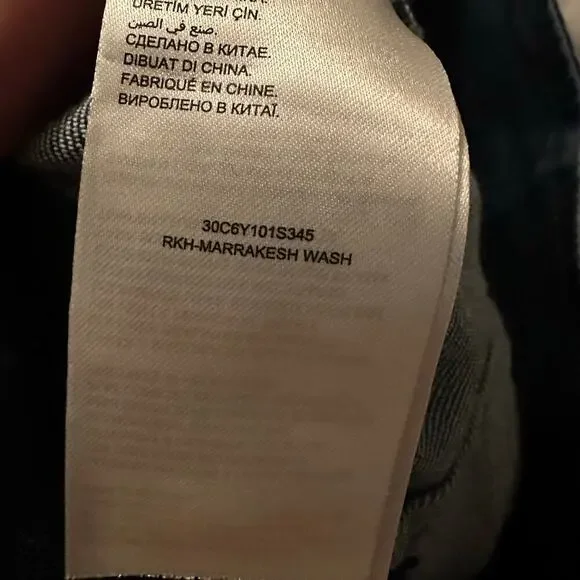 ÜRETİM YERİ ÇİN.
صنع في الصين.
СДЕЛАНО В КИТАЕ.
DIBUAT DI CHINA.
FABRIQUÉ EN CHINE.
ВИРОБЛЕНО В КИТАЇ.
30C6Y101S345
RKH-MARRAKESH WASH